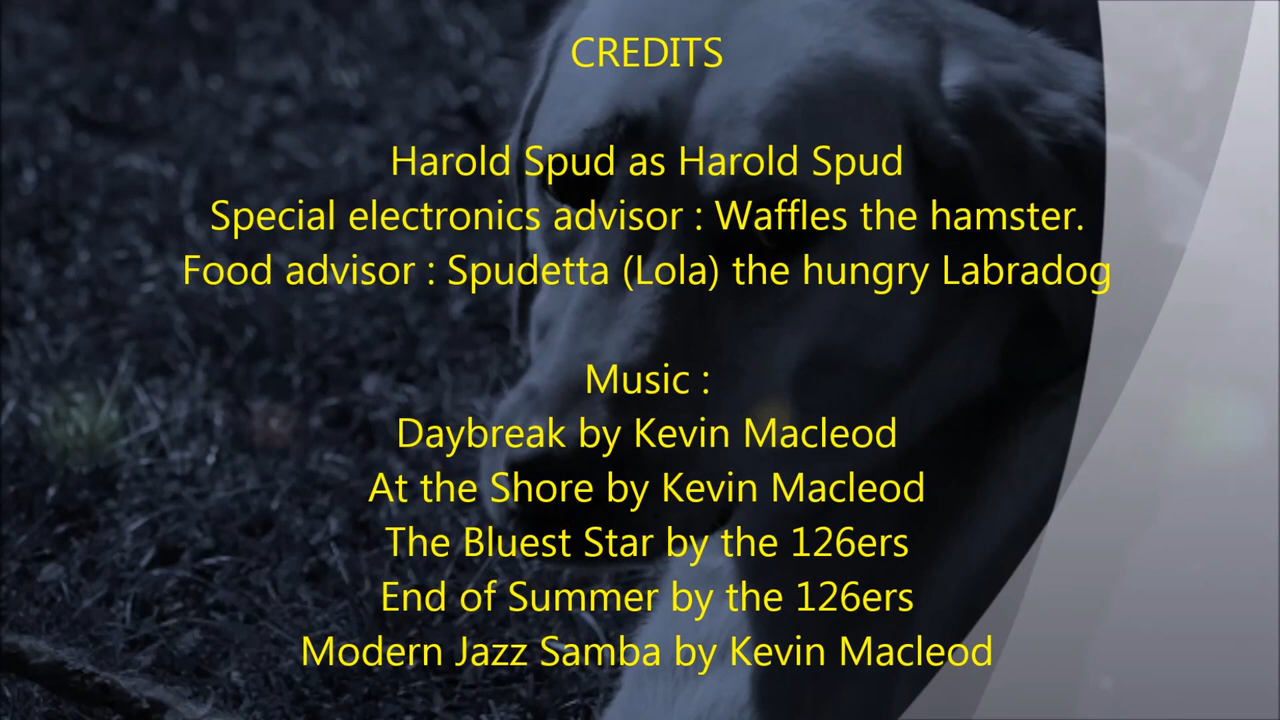 CREDITS
Harold Spud as Harold Spud
Special electronics advisor : Waffles the hamster.
Food advisor : Spudetta (Lola) the hungry Labradog
Music :
Daybreak by Kevin Macleod
At the Shore by Kevin Macleod
The Bluest Star by the 126ers
End of Summer by the 126ers
Modern Jazz Samba by Kevin Macleod